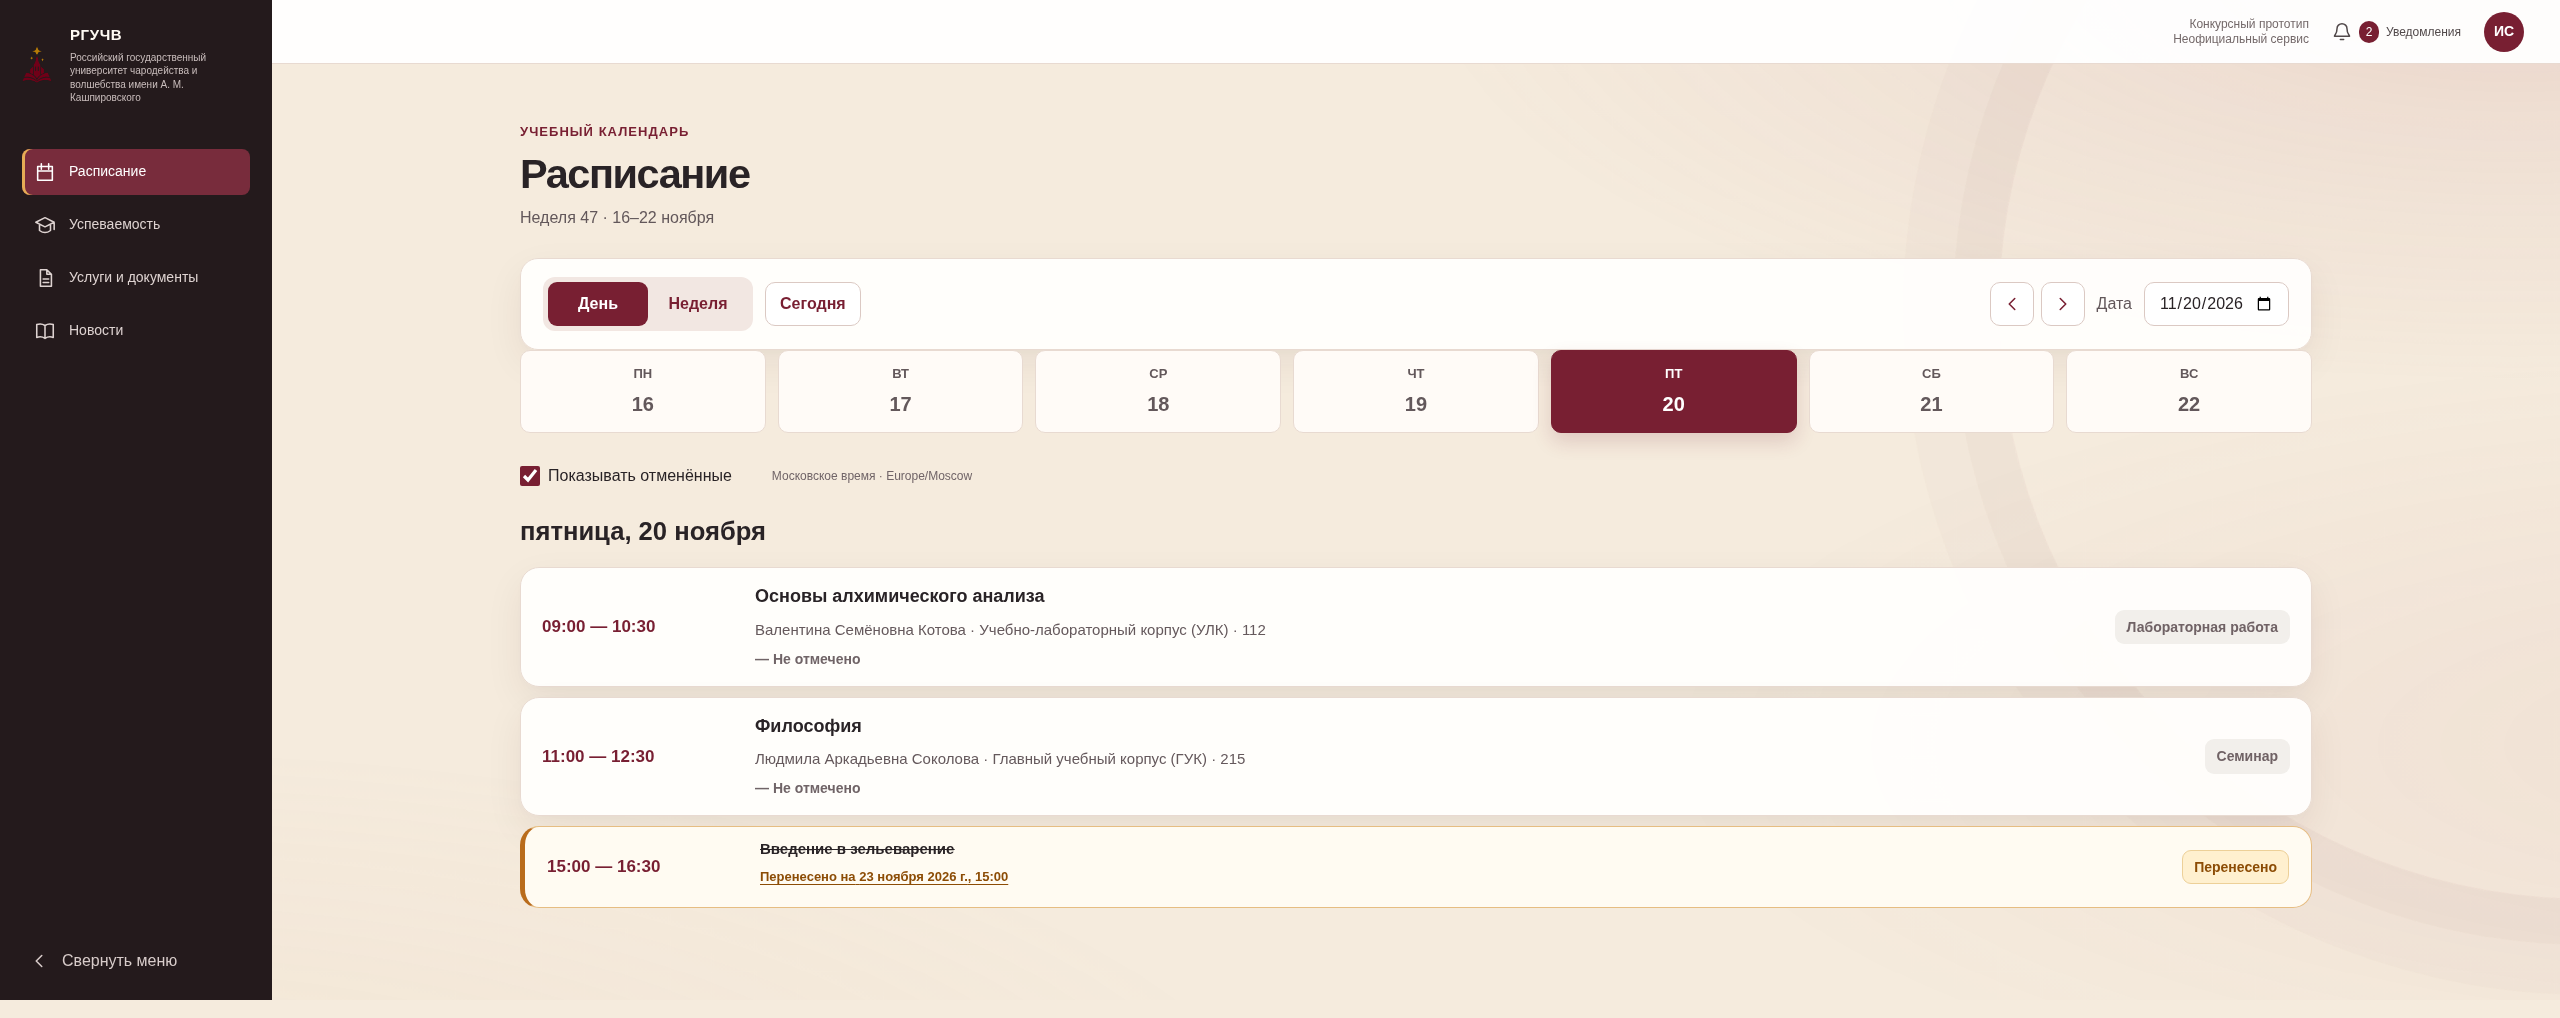 РГУЧВ
Российский государственный
университет чародейства и
волшебства имени А. М.
Кашпировского
Расписание
Успеваемость
Услуги и документы
Новости
Свернуть меню
Конкурсный прототип
Неофициальный сервис
2 Уведомления
ИС
УЧЕБНЫЙ КАЛЕНДАРЬ
Расписание
Неделя 47 · 16–22 ноября
День Неделя Сегодня
Дата 11/20/2026
ПН ВТ СР ЧТ ПТ СБ ВС
16 17 18 19 20 21 22
Показывать отменённые Московское время · Europe/Moscow
пятница, 20 ноября
Основы алхимического анализа
09:00 — 10:30
Валентина Семёновна Котова · Учебно-лабораторный корпус (УЛК) · 112
Лабораторная работа
— Не отмечено
Философия
11:00 — 12:30
Людмила Аркадьевна Соколова · Главный учебный корпус (ГУК) · 215
Семинар
— Не отмечено
Введение в зельеварение
15:00 — 16:30
Перенесено
Перенесено на 23 ноября 2026 г., 15:00